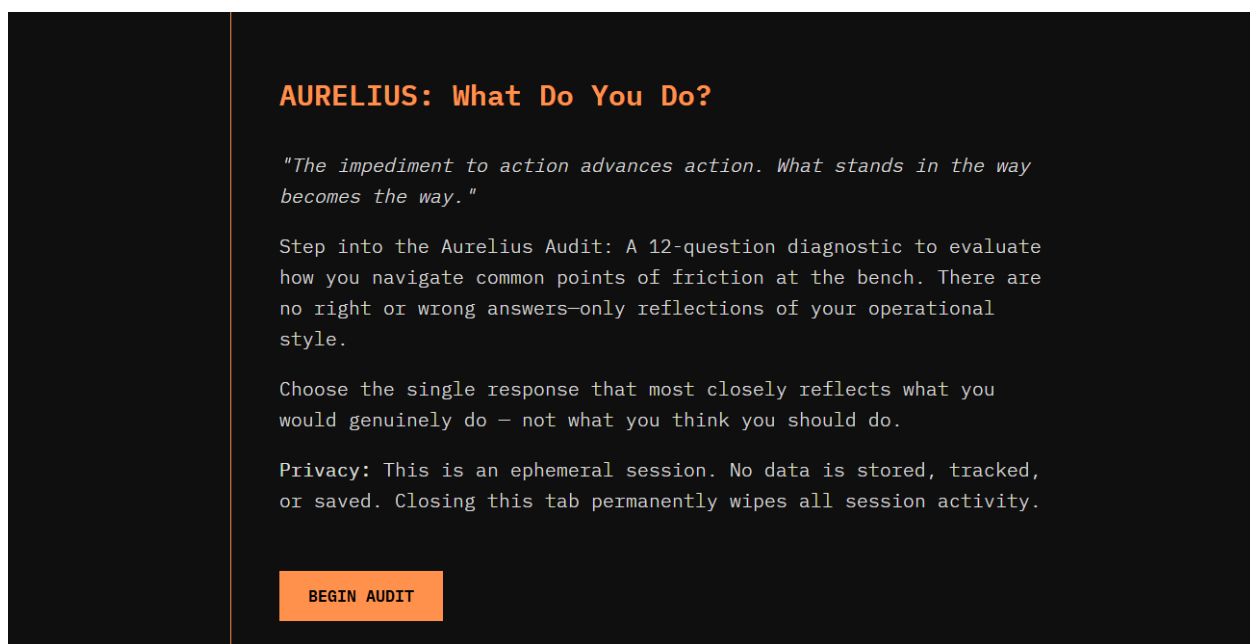 AURELIUS: What Do You Do?
"The impediment to action advances action. What stands in the way
becomes the way."
Step into the Aurelius Audit: A 12-question diagnostic to evaluate
how you navigate common points of friction at the bench. There are
no right or wrong answers—only reflections of your operational
style.
Choose the single response that most closely reflects what you
would genuinely do — not what you think you should do.
Privacy: This is an ephemeral session. No data is stored, tracked,
or saved. Closing this tab permanently wipes all session activity.
BEGIN AUDIT